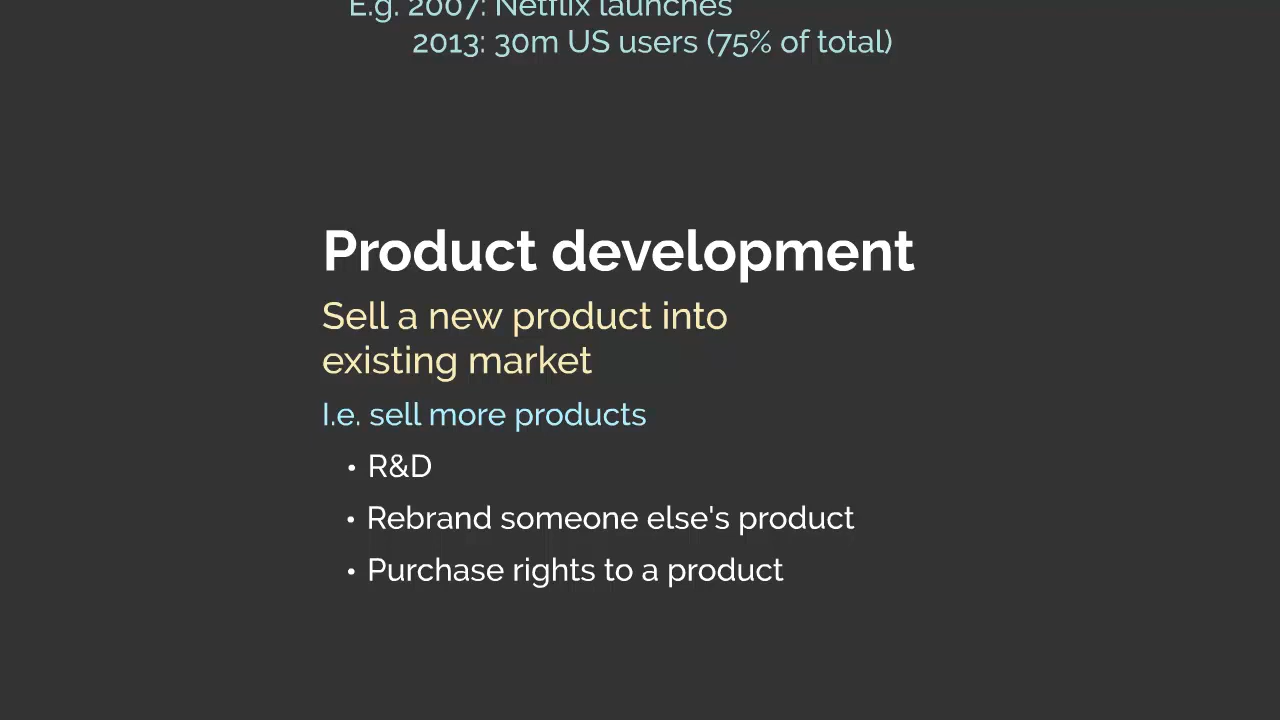 E.g. 2007: Netflix launches
2013: 30m US users (75% of total)
Product development
Sell a new product into
existing market
I.e. sell more products
• R&D
• Rebrand someone else's product
• Purchase rights to a product